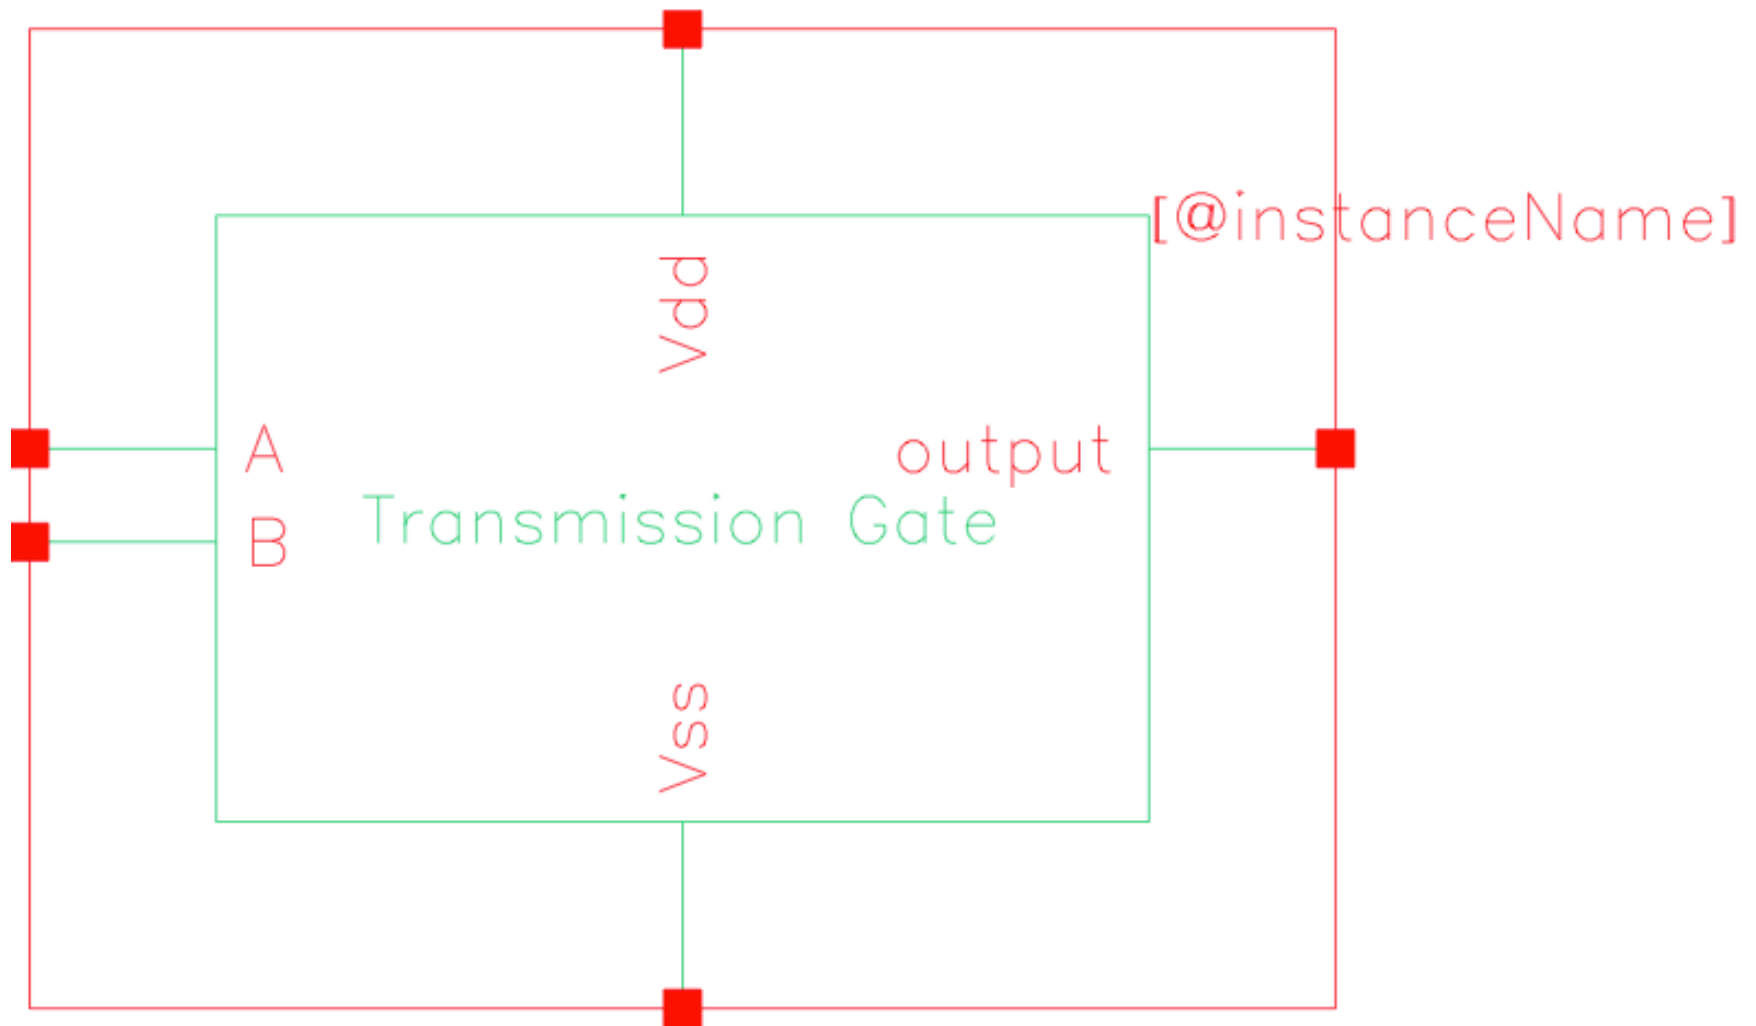 [@instanceName]
Vdd
A
output
Transmission Gate
B
Vss